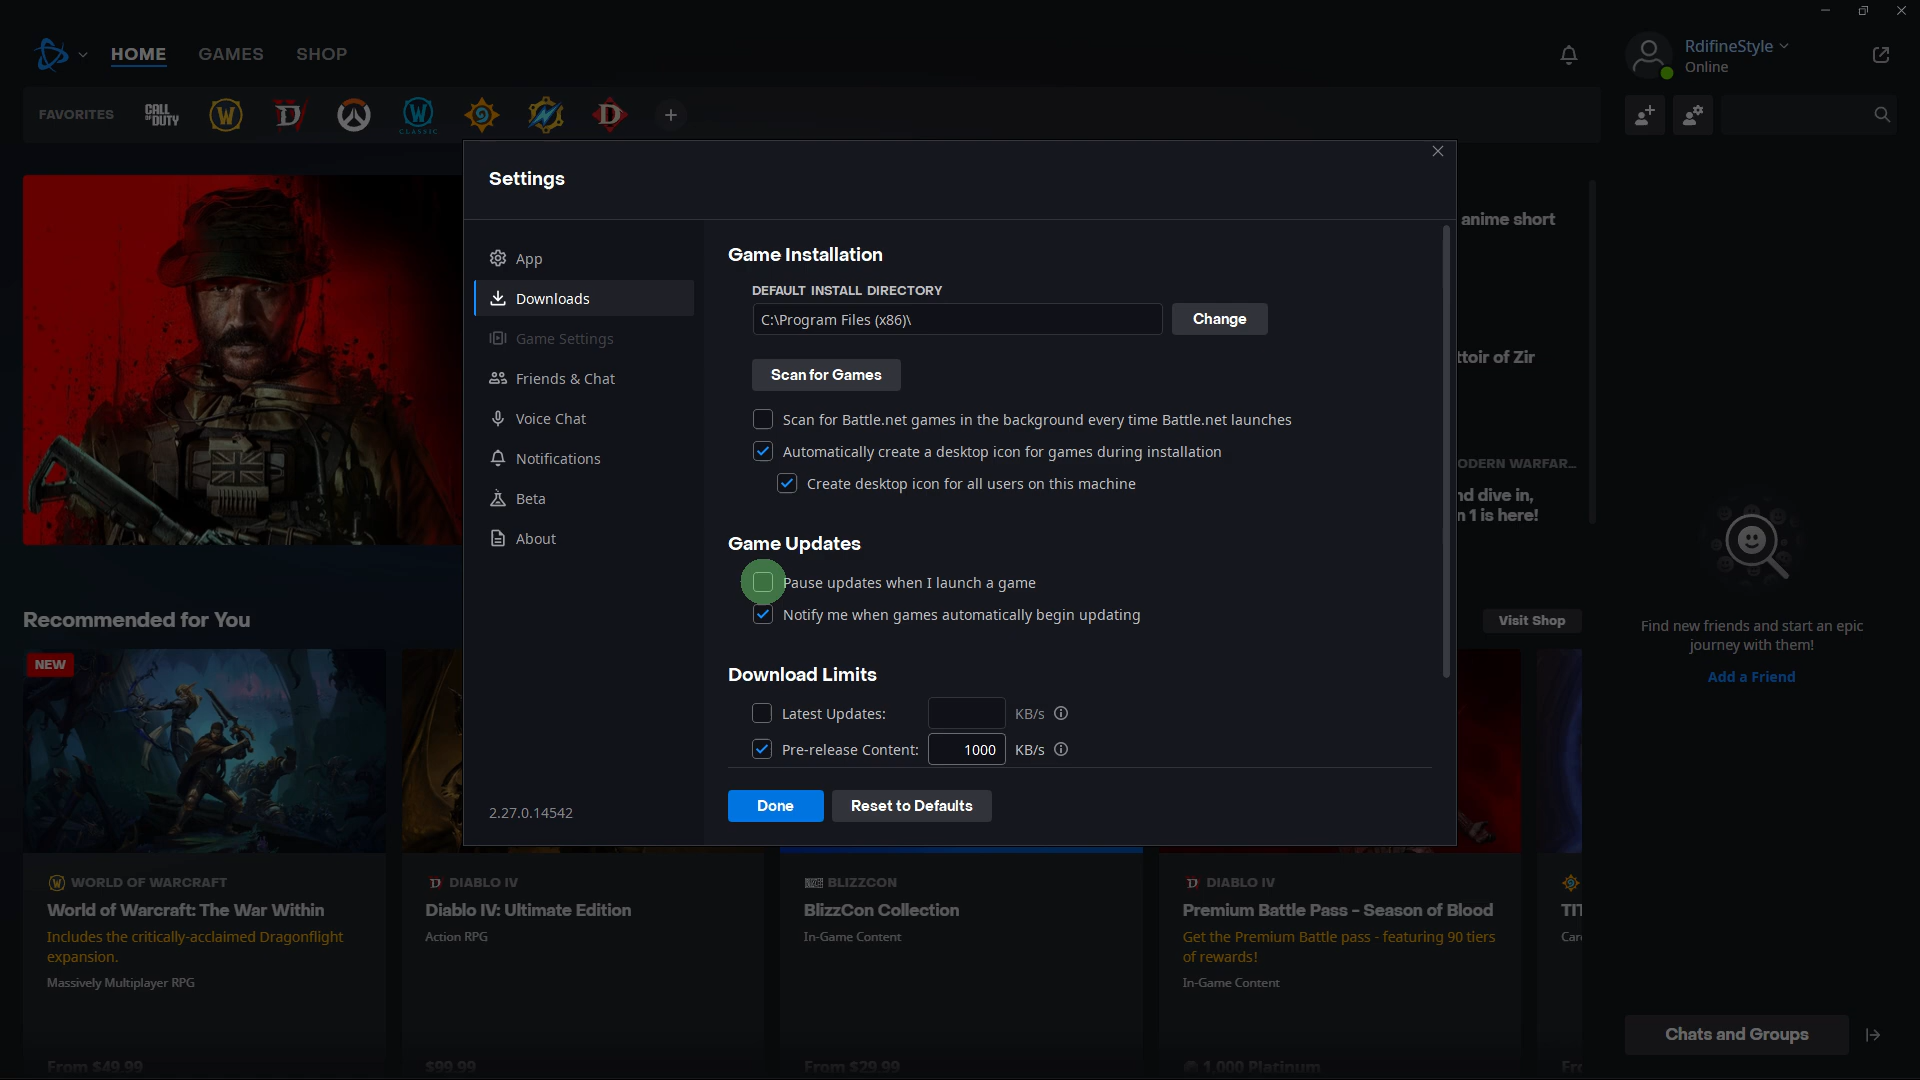 HOME
GAMES
SHOP
RdifineStyle
Online
FAVORITES
CALL OF DUTY
CLASSIC
Settings
App
Downloads
Game Settings
Friends & Chat
Voice Chat
Notifications
Beta
About
2.27.0.14542
Game Installation
DEFAULT INSTALL DIRECTORY
C:\Program Files (x86)\
Change
Scan for Games
Scan for Battle.net games in the background every time Battle.net launches
Automatically create a desktop icon for games during installation
Create desktop icon for all users on this machine
Game Updates
Pause updates when I launch a game
Notify me when games automatically begin updating
Download Limits
Latest Updates:
KB/s
Pre-release Content:
1000
KB/s
Done
Reset to Defaults
anime short
ttoir of Zir
ODERN WARFAR...
nd dive in,
n 1 is here!
Recommended for You
Visit Shop
NEW
WORLD OF WARCRAFT
World of Warcraft: The War Within
Includes the critically-acclaimed Dragonflight
expansion.
Massively Multiplayer RPG
From $49.99
DIABLO IV
Diablo IV: Ultimate Edition
Action RPG
$99.99
BLIZZCON
BlizzCon Collection
In-Game Content
From $29.99
DIABLO IV
Premium Battle Pass – Season of Blood
Get the Premium Battle pass - featuring 90 tiers
of rewards!
In-Game Content
1,000 Platinum
Car
Find new friends and start an epic
journey with them!
Add a Friend
Chats and Groups